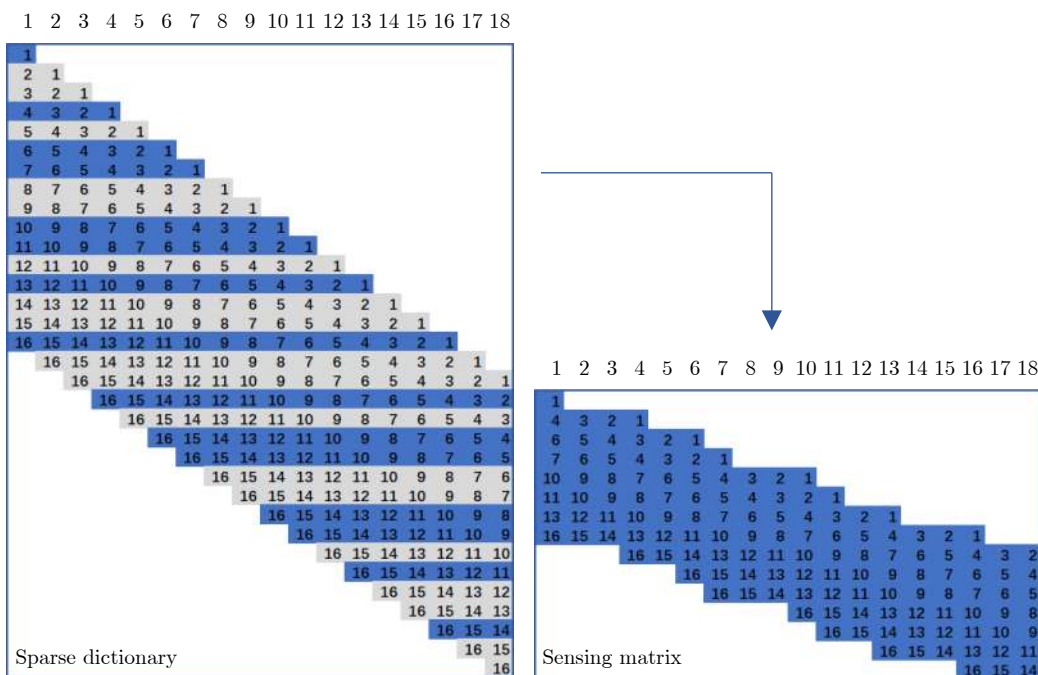 1 2 3 4 5 6 7 8 9 10 11 12 13 14 15 16 17 18
1
2 1
3 2 1
4 3 2 1
5 4 3 2 1
6 5 4 3 2 1
7 6 5 4 3 2 1
8 7 6 5 4 3 2 1
9 8 7 6 5 4 3 2 1
10 9 8 7 6 5 4 3 2 1
11 10 9 8 7 6 5 4 3 2 1
12 11 10 9 8 7 6 5 4 3 2 1
13 12 11 10 9 8 7 6 5 4 3 2 1
14 13 12 11 10 9 8 7 6 5 4 3 2 1
15 14 13 12 11 10 9 8 7 6 5 4 3 2 1
16 15 14 13 12 11 10 9 8 7 6 5 4 3 2 1
16 15 14 13 12 11 10 9 8 7 6 5 4 3 2 1
16 15 14 13 12 11 10 9 8 7 6 5 4 3 2 1
16 15 14 13 12 11 10 9 8 7 6 5 4 3 2
16 15 14 13 12 11 10 9 8 7 6 5 4 3
16 15 14 13 12 11 10 9 8 7 6 5 4
16 15 14 13 12 11 10 9 8 7 6 5
16 15 14 13 12 11 10 9 8 7 6
16 15 14 13 12 11 10 9 8 7
16 15 14 13 12 11 10 9 8
16 15 14 13 12 11 10 9
16 15 14 13 12 11 10
16 15 14 13 12 11
16 15 14 13 12
16 15 14 13
16 15 14
Sparse dictionary 16 15
16
1 2 3 4 5 6 7 8 9 10 11 12 13 14 15 16 17 18
1
4 3 2 1
6 5 4 3 2 1
7 6 5 4 3 2 1
10 9 8 7 6 5 4 3 2 1
11 10 9 8 7 6 5 4 3 2 1
13 12 11 10 9 8 7 6 5 4 3 2 1
16 15 14 13 12 11 10 9 8 7 6 5 4 3 2 1
16 15 14 13 12 11 10 9 8 7 6 5 4 3 2
16 15 14 13 12 11 10 9 8 7 6 5 4
16 15 14 13 12 11 10 9 8 7 6 5
16 15 14 13 12 11 10 9 8
16 15 14 13 12 11 10 9
Sensing matrix 16 15 14 13 12 11
16 15 14